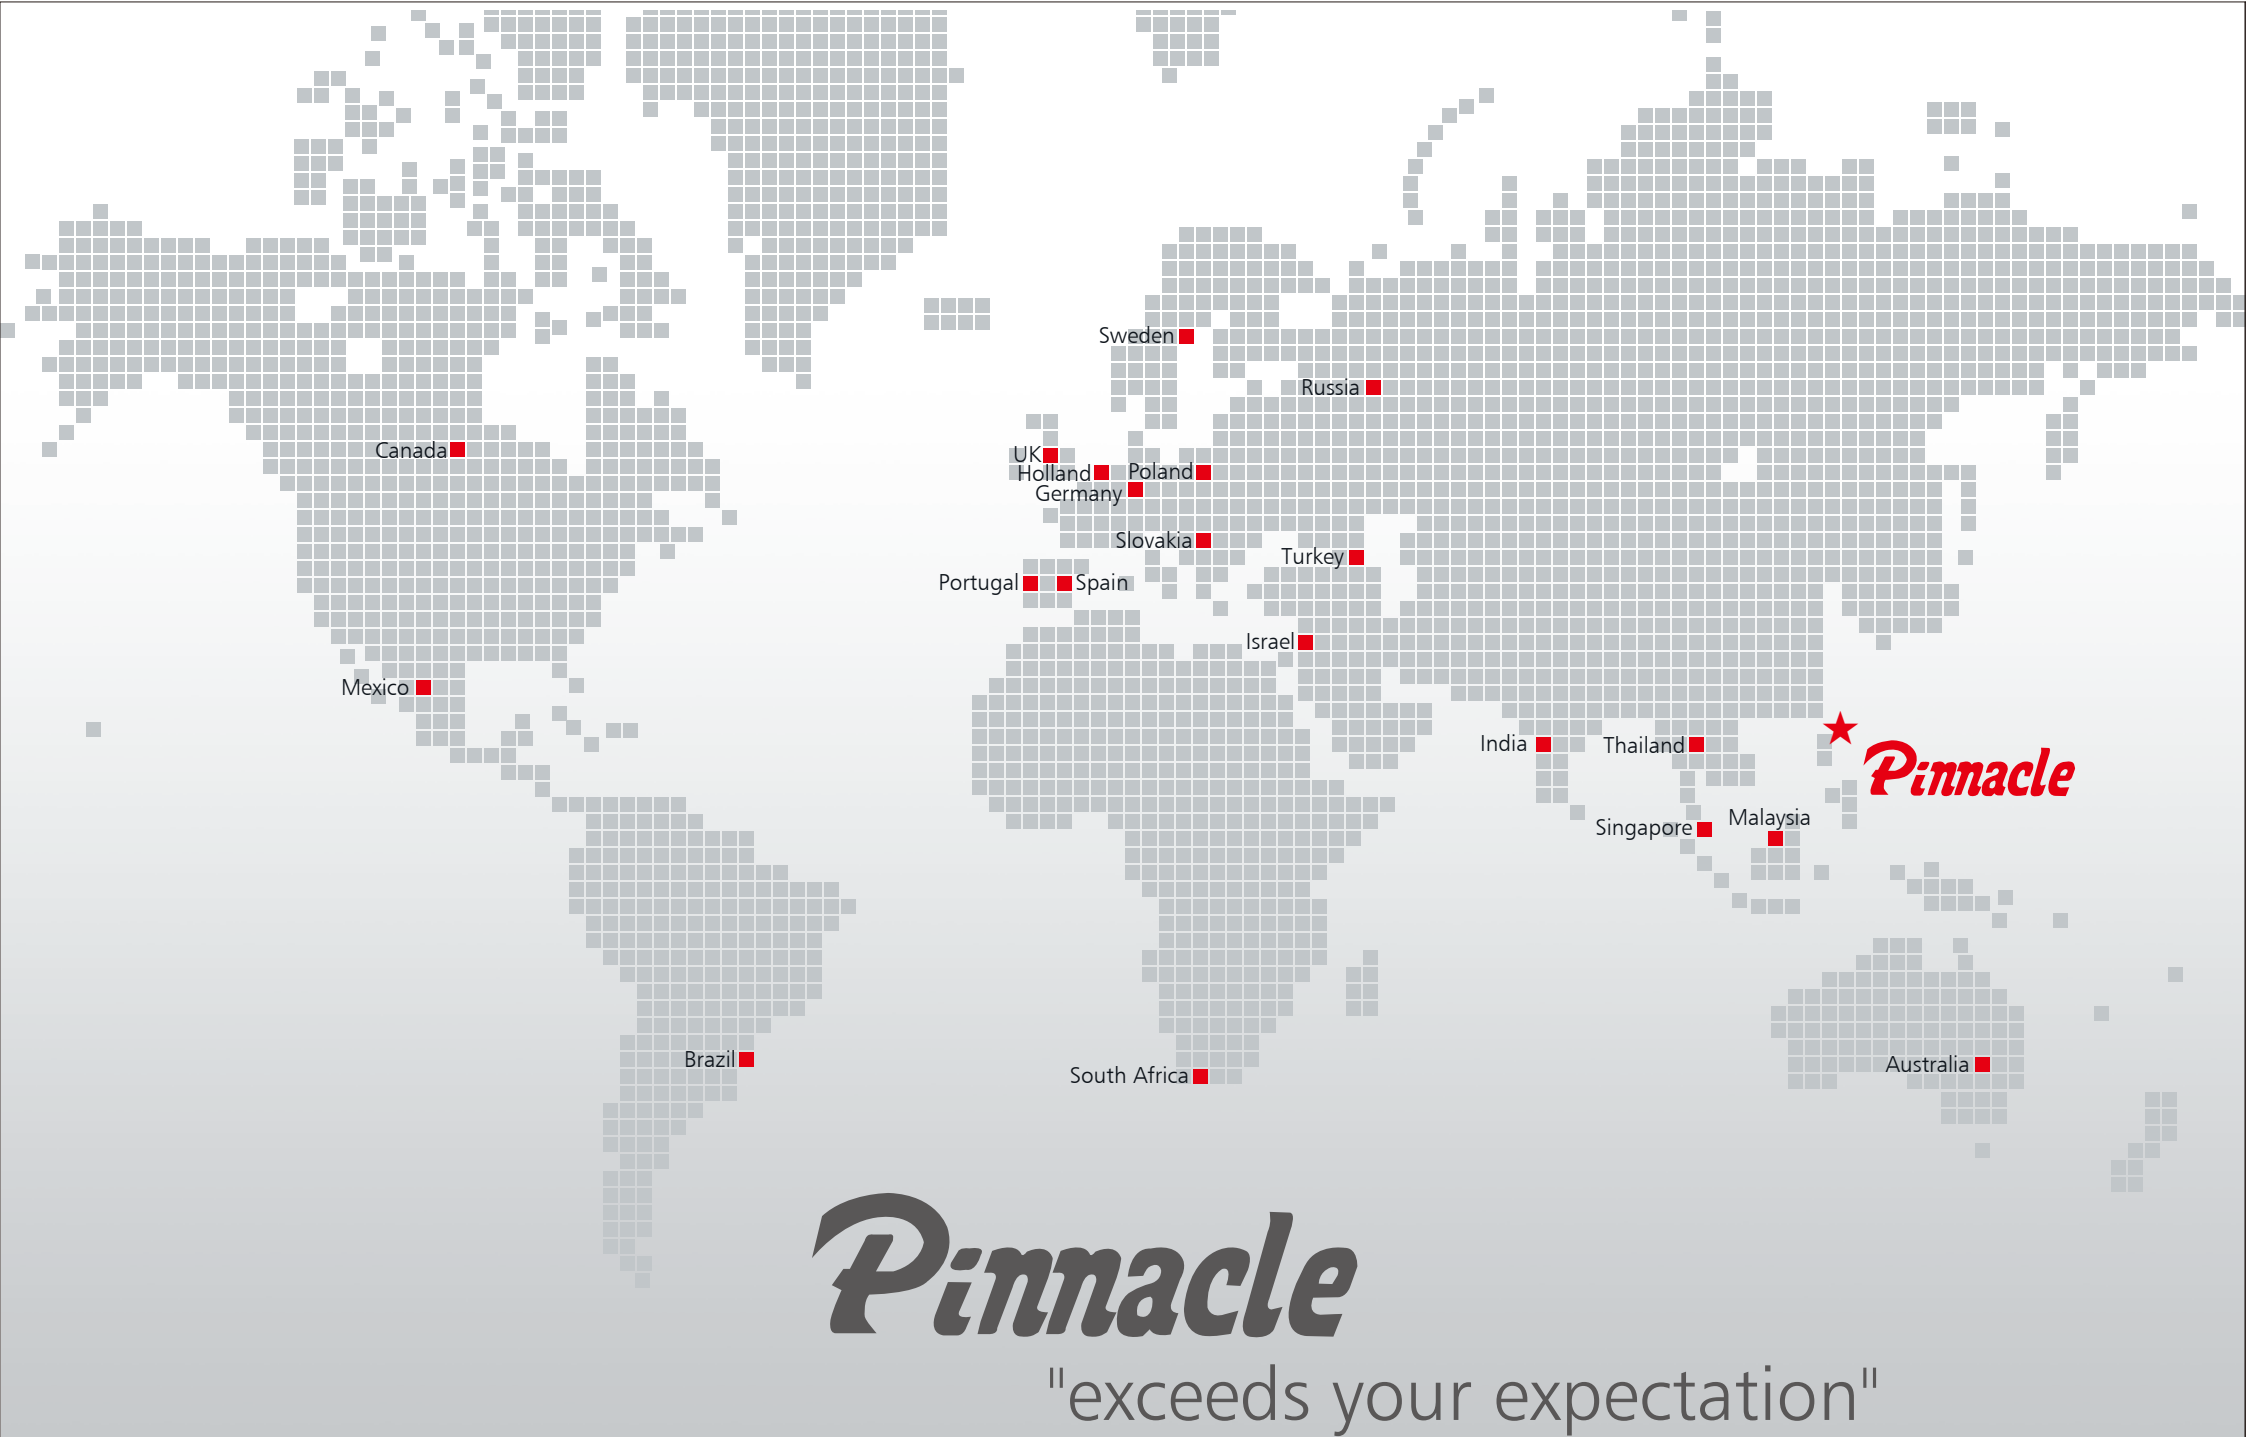 Sweden
Russia
Canada
UK
Holland
Poland
Germany
Slovakia
Turkey
Portugal
Spain
Israel
Mexico
Pinnacle
India
Thailand
Malaysia
Singapore
Brazil
South Africa
Australia
Pinnacle
"exceeds your expectation"